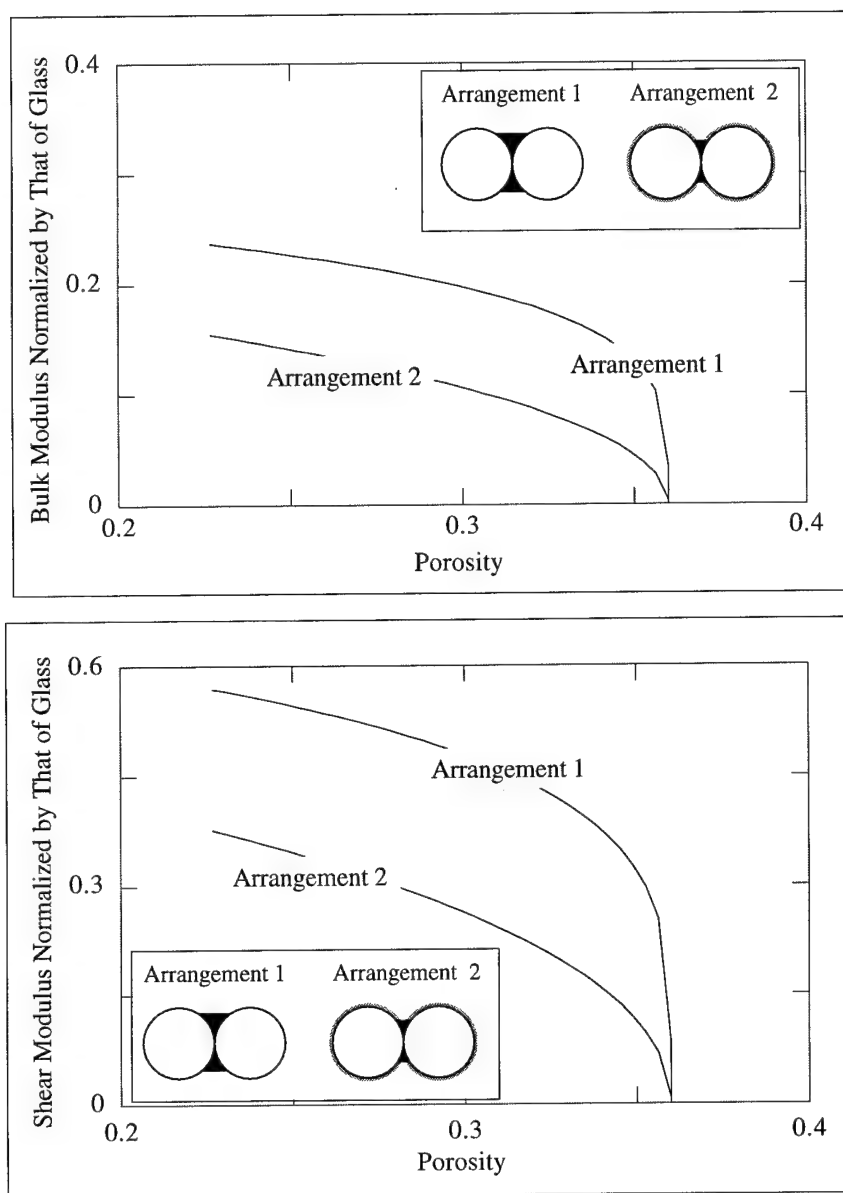 Bulk Modulus Normalized by That of Glass
0.4
0.2
0
0.2 0.3 0.4
Porosity
Arrangement 1 Arrangement 2
Arrangement 2
Arrangement 1
Shear Modulus Normalized by That of Glass
0.6
0.3
0
0.2 0.3 0.4
Porosity
Arrangement 1
Arrangement 2
Arrangement 1 Arrangement 2